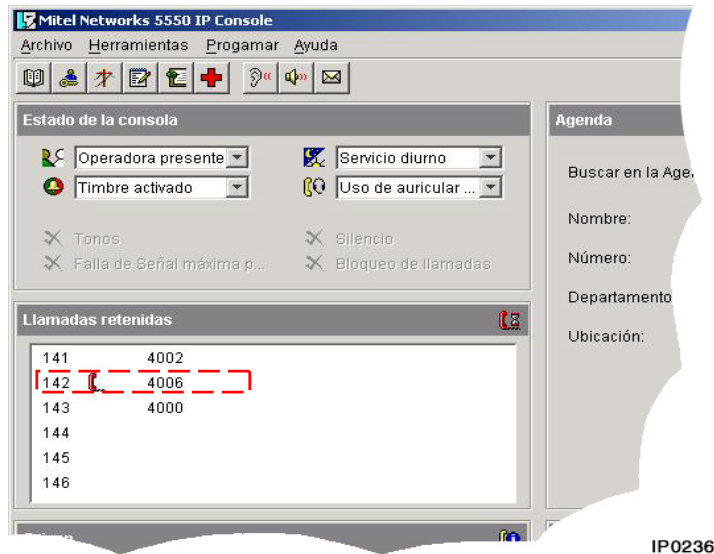 Mitel Networks 5550 IP Console
Archivo Herramientas Progamar Ayuda
Estado de la consola
Operadora presente
Servicio diurno
Timbre activado
Uso de auricular ...
Tonos
Silencio
Falla de Señal máxima p...
Bloqueo de llamadas
Llamadas retenidas
141 4002
142 4006
143 4000
144
145
146
Agenda
Buscar en la Age
Nombre:
Número:
Departamento
Ubicación:
IP0236